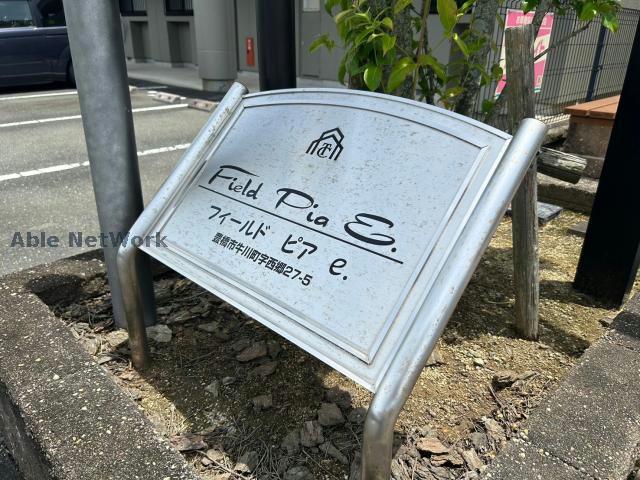 Field Pia E.
フィールド ピア e.
豊橋市牛川町字西郷27-5
Able NetWork